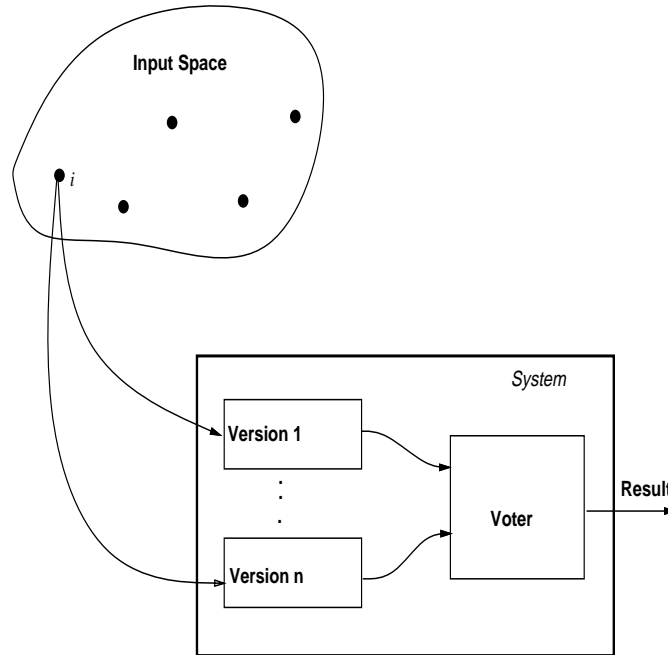 Input Space
i
System
Version 1
Result
Voter
Version n